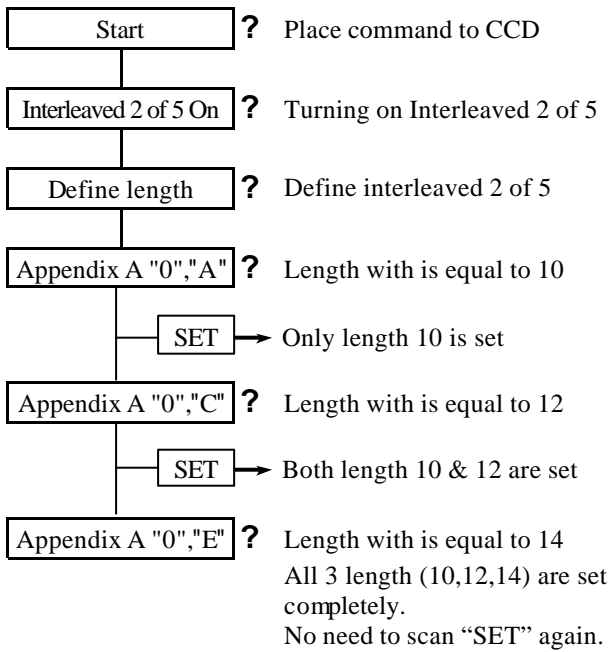 Start ? Place command to CCD
Interleaved 2 of 5 On ? Turning on Interleaved 2 of 5
Define length ? Define interleaved 2 of 5
Appendix A "0","A" ? Length with is equal to 10
SET Only length 10 is set
Appendix A "0","C" ? Length with is equal to 12
SET Both length 10 & 12 are set
Appendix A "0","E" ? Length with is equal to 14
All 3 length (10,12,14) are set
completely.
No need to scan “SET” again.